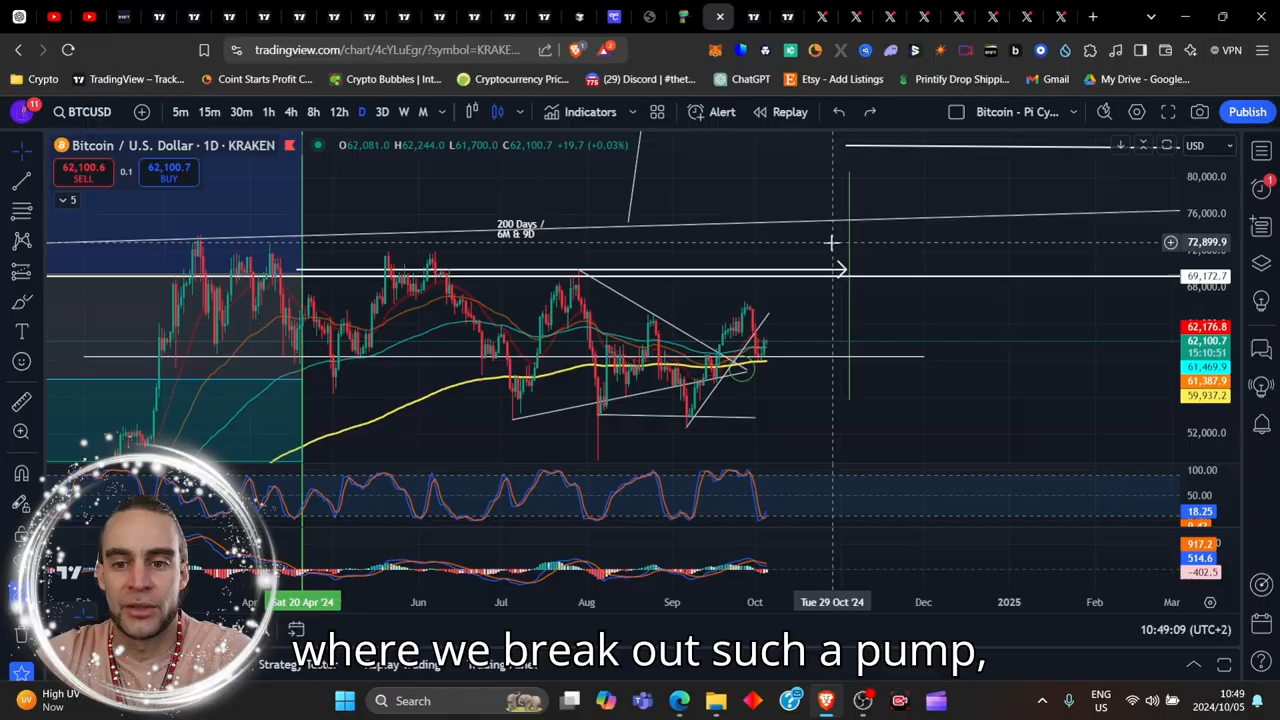 tradingview.com/chart/4cYLuEgr/?symbol=KRAKE...
1
2
VPN
Crypto
TradingView – Track...
Coint Starts Profit C...
Crypto Bubbles | Int...
Cryptocurrency Pric...
(29) Discord | #thet...
ChatGPT
Etsy - Add Listings
Printify Drop Shippin...
Gmail
My Drive - Google...
11
BTCUSD
5m 15m 30m 1h 4h 8h 12h D 3D W M
Indicators
Alert
Replay
Bitcoin - Pi Cy...
Publish
Bitcoin / U.S. Dollar · 1D · KRAKEN
O62,081.0 H62,244.0 L61,700.0 C62,100.7 +19.7 (+0.03%)
USD
62,100.6
SELL
0.1
62,100.7
BUY
5
80,000.0
76,000.0
200 Days /
6M & 9D
72,899.9
69,172.7
68,000.0
62,176.8
62,100.7
15:10:51
61,469.9
61,387.9
59,937.2
52,000.0
100.00
50.00
18.25
917.2
514.6
-402.5
Apr
Sat 20 Apr '24
Jun
Jul
Aug
Sep
Oct
Tue 29 Oct '24
Dec
2025
Feb
Mar
10:49:09 (UTC+2)
where we break out such a pump,
High UV
Now
Search
ENG
US
10:49
2024/10/05